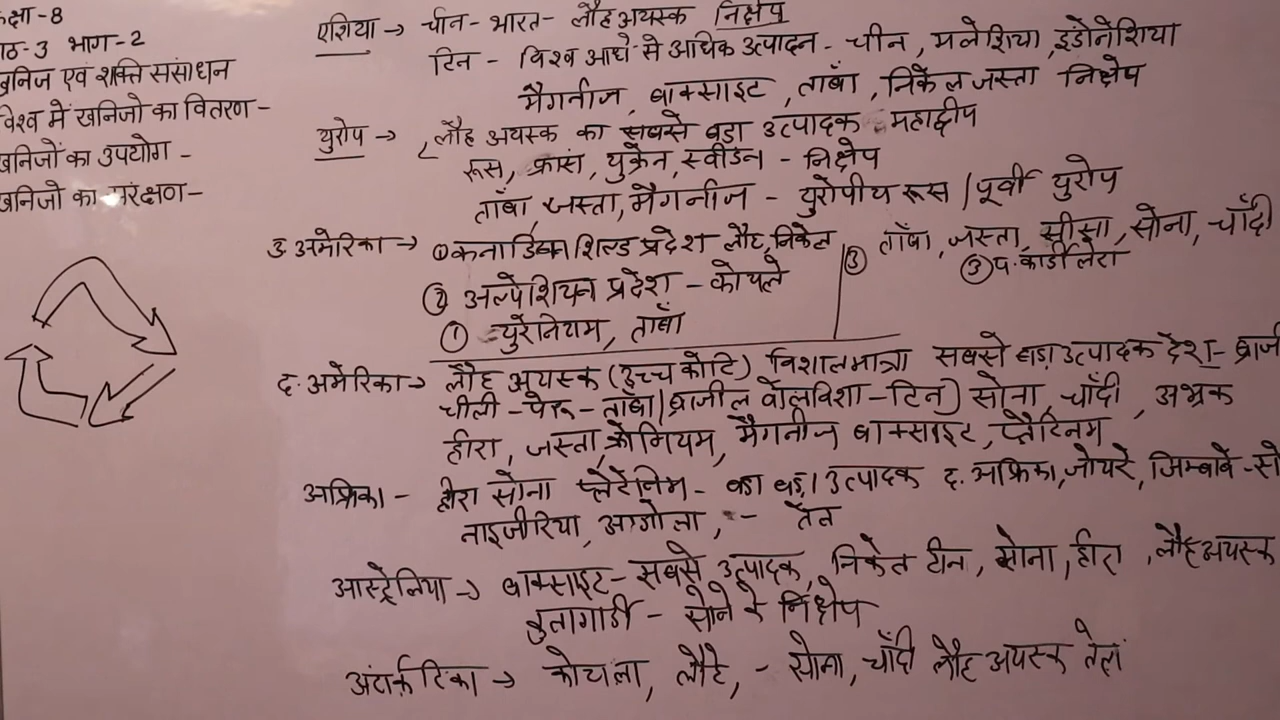 कक्षा-8
पाठ-3 भाग-2
खनिज एवं शक्ति संसाधन
विश्व में खनिजो का वितरण-
खनिजों का उपयोग -
खनिजो का संरक्षण-
एशिया → चीन- भारत- लौह अयस्क निक्षेप
टिन - विश्व आधे से अधिक उत्पादन - चीन, मलेशिया, इंडोनेशिया
मैगनीज, बाक्साइट, ताँबा, निकेल जस्ता निक्षेप
युरोप → लौह अयस्क का सबसे बड़ा उत्पादक महाद्वीप
रूस, फ्रांस, युक्रेन, स्वीडन - निक्षेप
ताँबा, जस्ता, मैगनीज - युरोपीय रूस / पूर्वी युरोप
उ. अमेरिका → ① कनाडियन शिल्ड प्रदेश लौह, निकेल
② अल्पेशियन प्रदेश - कोयले
① युरेनियम, ताँबा
③ ताँबा, जस्ता, सीसा, सोना, चाँदी
③ प. कार्डीलेरा
द. अमेरिका → लौह अयस्क (उच्च कोटि) विशालमात्रा सबसे बड़ा उत्पादक देश - ब्राजी
चीली - पेरू - ताँबा / ब्राजील वोलविशा - टिन) सोना, चाँदी, अभ्रक
हीरा, जस्ता, क्रोमियम, मैगनीज बाक्साइट, प्लैटिनम
अफ्रिका - हीरा सोना प्लेटेनिम - का बड़ा उत्पादक द. अफ्रिका, जोयरे, जिम्बावे - सो
नाइजीरिया, अंगोला, - तेल
आस्ट्रेलिया → बाक्साइट - सबसे उत्पादक, निकेल टीन, सोना, हीरा, लौह अयस्क
- सोने के निक्षेप
अंटार्कटिका → कोयला, लौहे, - सोना, चाँदी लौह अयस्क तेल